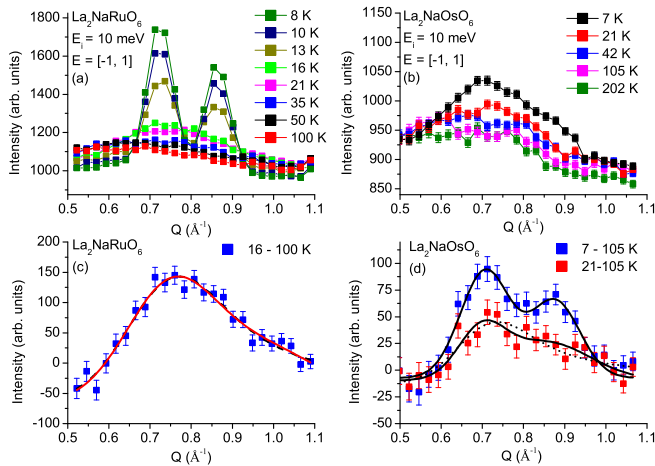 La₂NaRuO₆
Eᵢ = 10 meV
E = [-1, 1]
(a)
8 K
10 K
13 K
16 K
21 K
35 K
50 K
100 K
1800
1600
1400
1200
1000
Intensity (arb. units)
0.5 0.6 0.7 0.8 0.9 1.0 1.1
Q (Å⁻¹)
La₂NaOsO₆
Eᵢ = 10 meV
E = [-1, 1]
(b)
7 K
21 K
42 K
105 K
202 K
1150
1100
1050
1000
950
900
850
Intensity (arb. units)
0.5 0.6 0.7 0.8 0.9 1.0 1.1
Q (Å⁻¹)
La₂NaRuO₆
(c)
16 - 100 K
200
150
100
50
0
-50
-100
Intensity (arb. units)
0.5 0.6 0.7 0.8 0.9 1.0 1.1
Q (Å⁻¹)
La₂NaOsO₆
(d)
7 - 105 K
21-105 K
100
75
50
25
0
-25
-50
Intensity (arb. units)
0.5 0.6 0.7 0.8 0.9 1.0 1.1
Q (Å⁻¹)